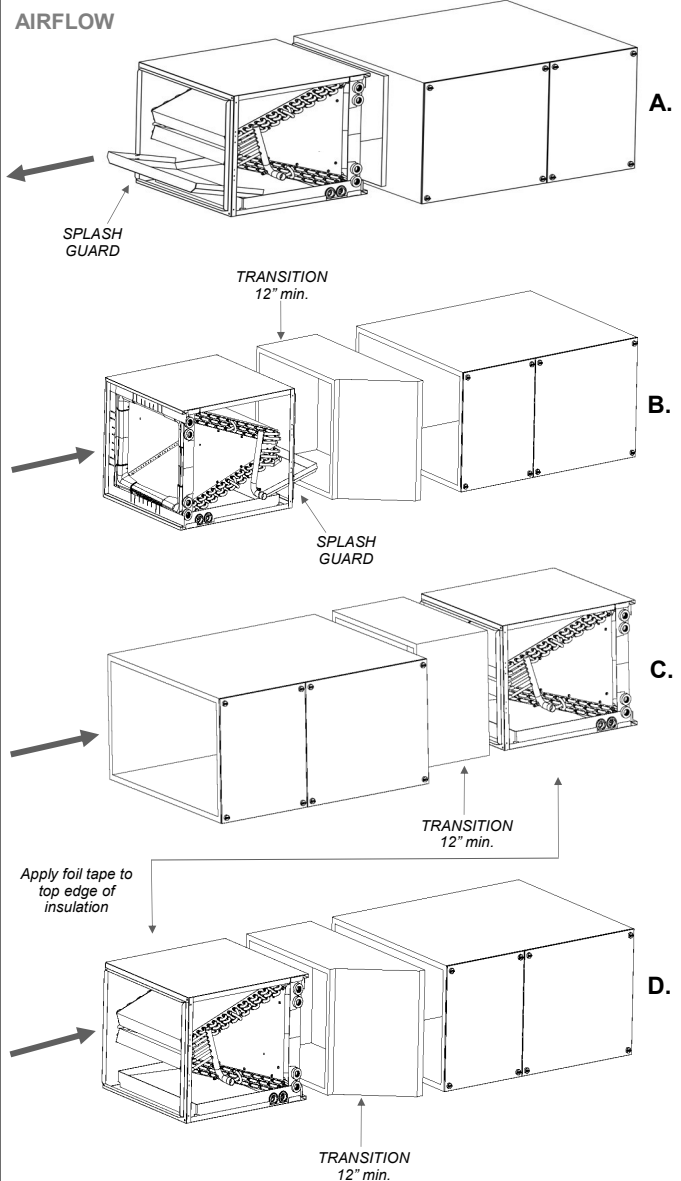 AIRFLOW
A.
SPLASH
GUARD
TRANSITION
12” min.
B.
SPLASH
GUARD
C.
TRANSITION
12” min.
Apply foil tape to
top edge of
insulation
D.
TRANSITION
12” min.